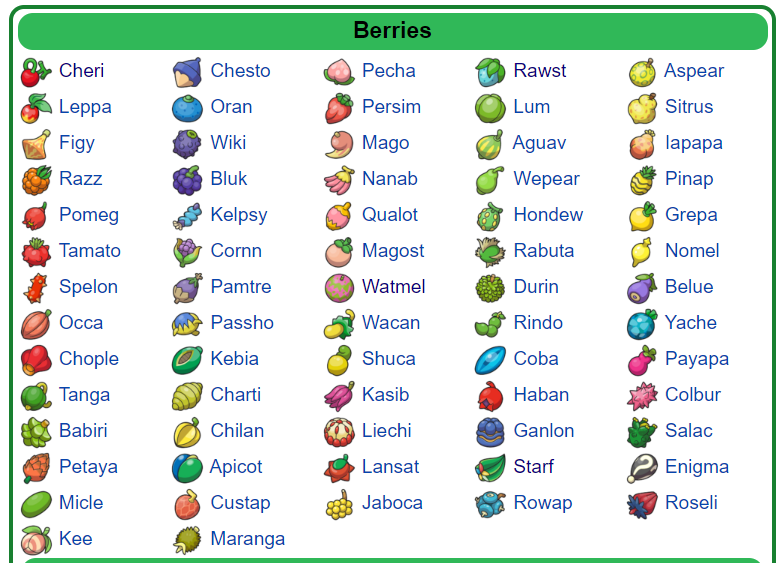 Berries
Cheri Chesto Pecha Rawst Aspear
Leppa Oran Persim Lum Sitrus
Figy Wiki Mago Aguav Iapapa
Razz Bluk Nanab Wepear Pinap
Pomeg Kelpsy Qualot Hondew Grepa
Tamato Cornn Magost Rabuta Nomel
Spelon Pamtre Watmel Durin Belue
Occa Passho Wacan Rindo Yache
Chople Kebia Shuca Coba Payapa
Tanga Charti Kasib Haban Colbur
Babiri Chilan Liechi Ganlon Salac
Petaya Apicot Lansat Starf Enigma
Micle Custap Jaboca Rowap Roseli
Kee Maranga